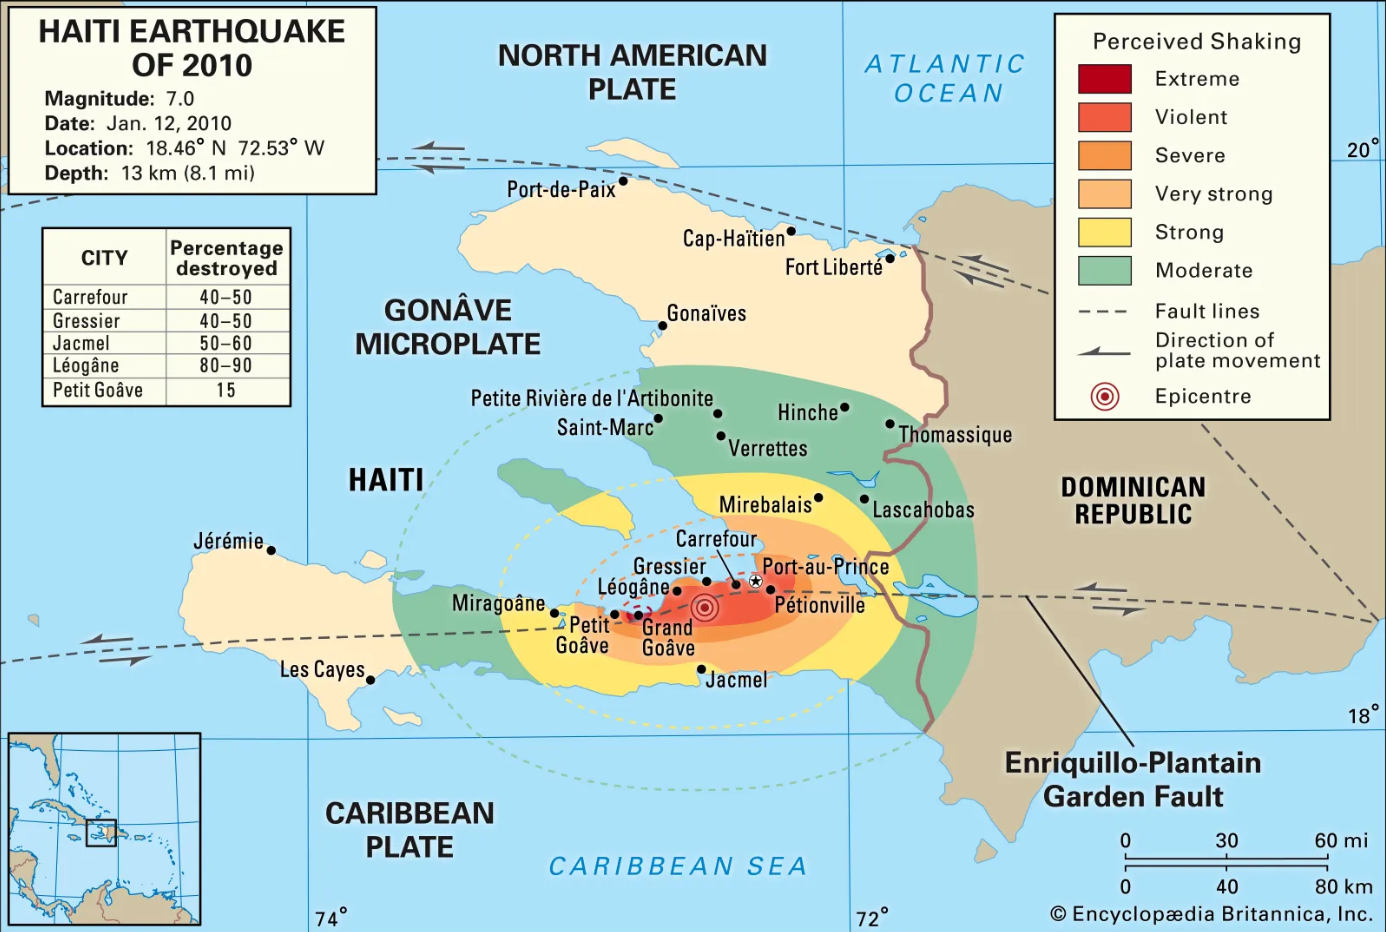 HAITI EARTHQUAKE
OF 2010
Magnitude: 7.0
Date: Jan. 12, 2010
Location: 18.46° N 72.53° W
Depth: 13 km (8.1 mi)
CITY Percentage destroyed
Carrefour 40–50
Gressier 40–50
Jacmel 50–60
Léogâne 80–90
Petit Goâve 15
NORTH AMERICAN
PLATE
ATLANTIC
OCEAN
Perceived Shaking
Extreme
Violent
Severe
Very strong
Strong
Moderate
Fault lines
Direction of
plate movement
Epicentre
20°
Port-de-Paix
Cap-Haïtien
Fort Liberté
GONÂVE
MICROPLATE
Gonaïves
Petite Rivière de l'Artibonite
Hinche
Saint-Marc
Thomassique
Verrettes
HAITI
DOMINICAN
REPUBLIC
Mirebalais
Lascahobas
Jérémie
Carrefour
Gressier
Port-au-Prince
Léogâne
Miragoâne
Pétionville
Petit
Goâve
Grand
Goâve
Les Cayes
Jacmel
18°
Enriquillo-Plantain
Garden Fault
CARIBBEAN
PLATE
CARIBBEAN SEA
0 30 60 mi
0 40 80 km
74°
72°
© Encyclopædia Britannica, Inc.